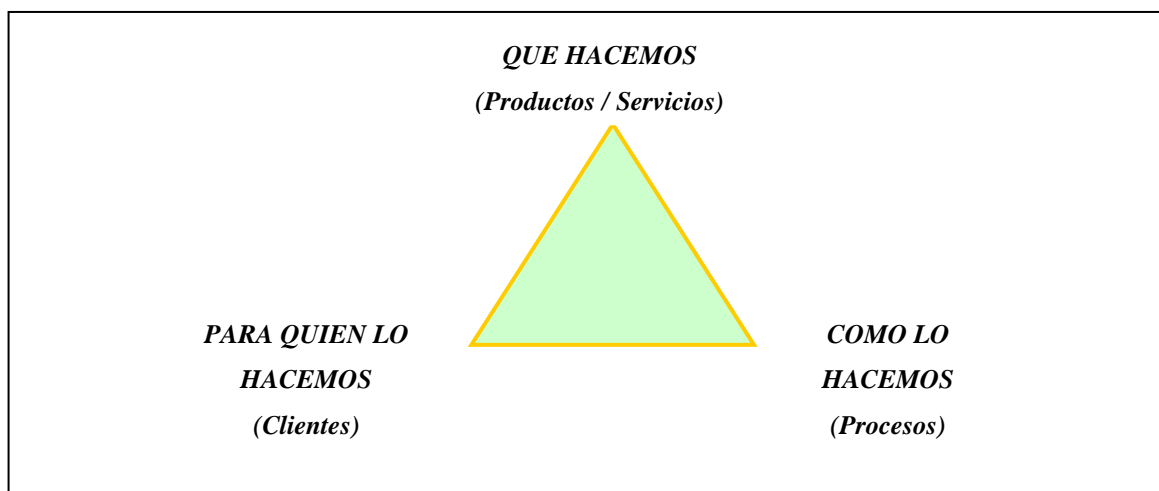 QUE HACEMOS
(Productos / Servicios)
PARA QUIEN LO
HACEMOS
(Clientes)
COMO LO
HACEMOS
(Procesos)